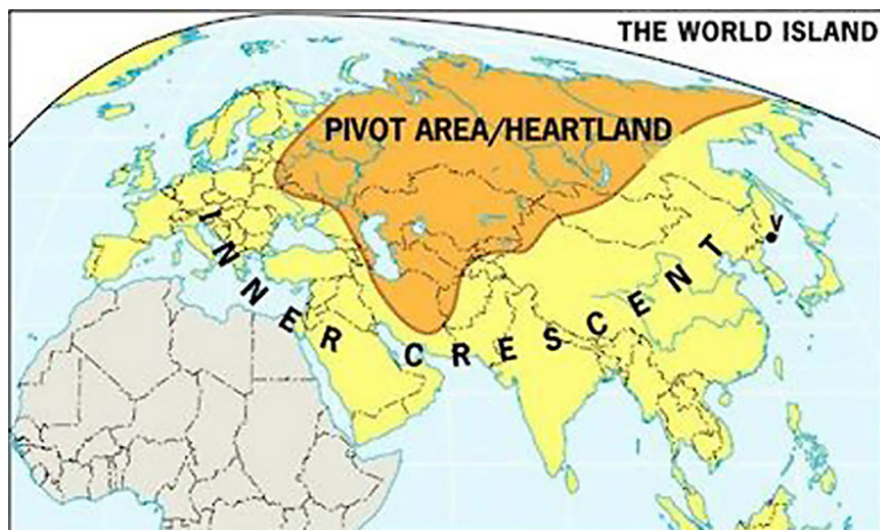 THE WORLD ISLAND
PIVOT AREA/HEARTLAND
V
INNER CRESCENT